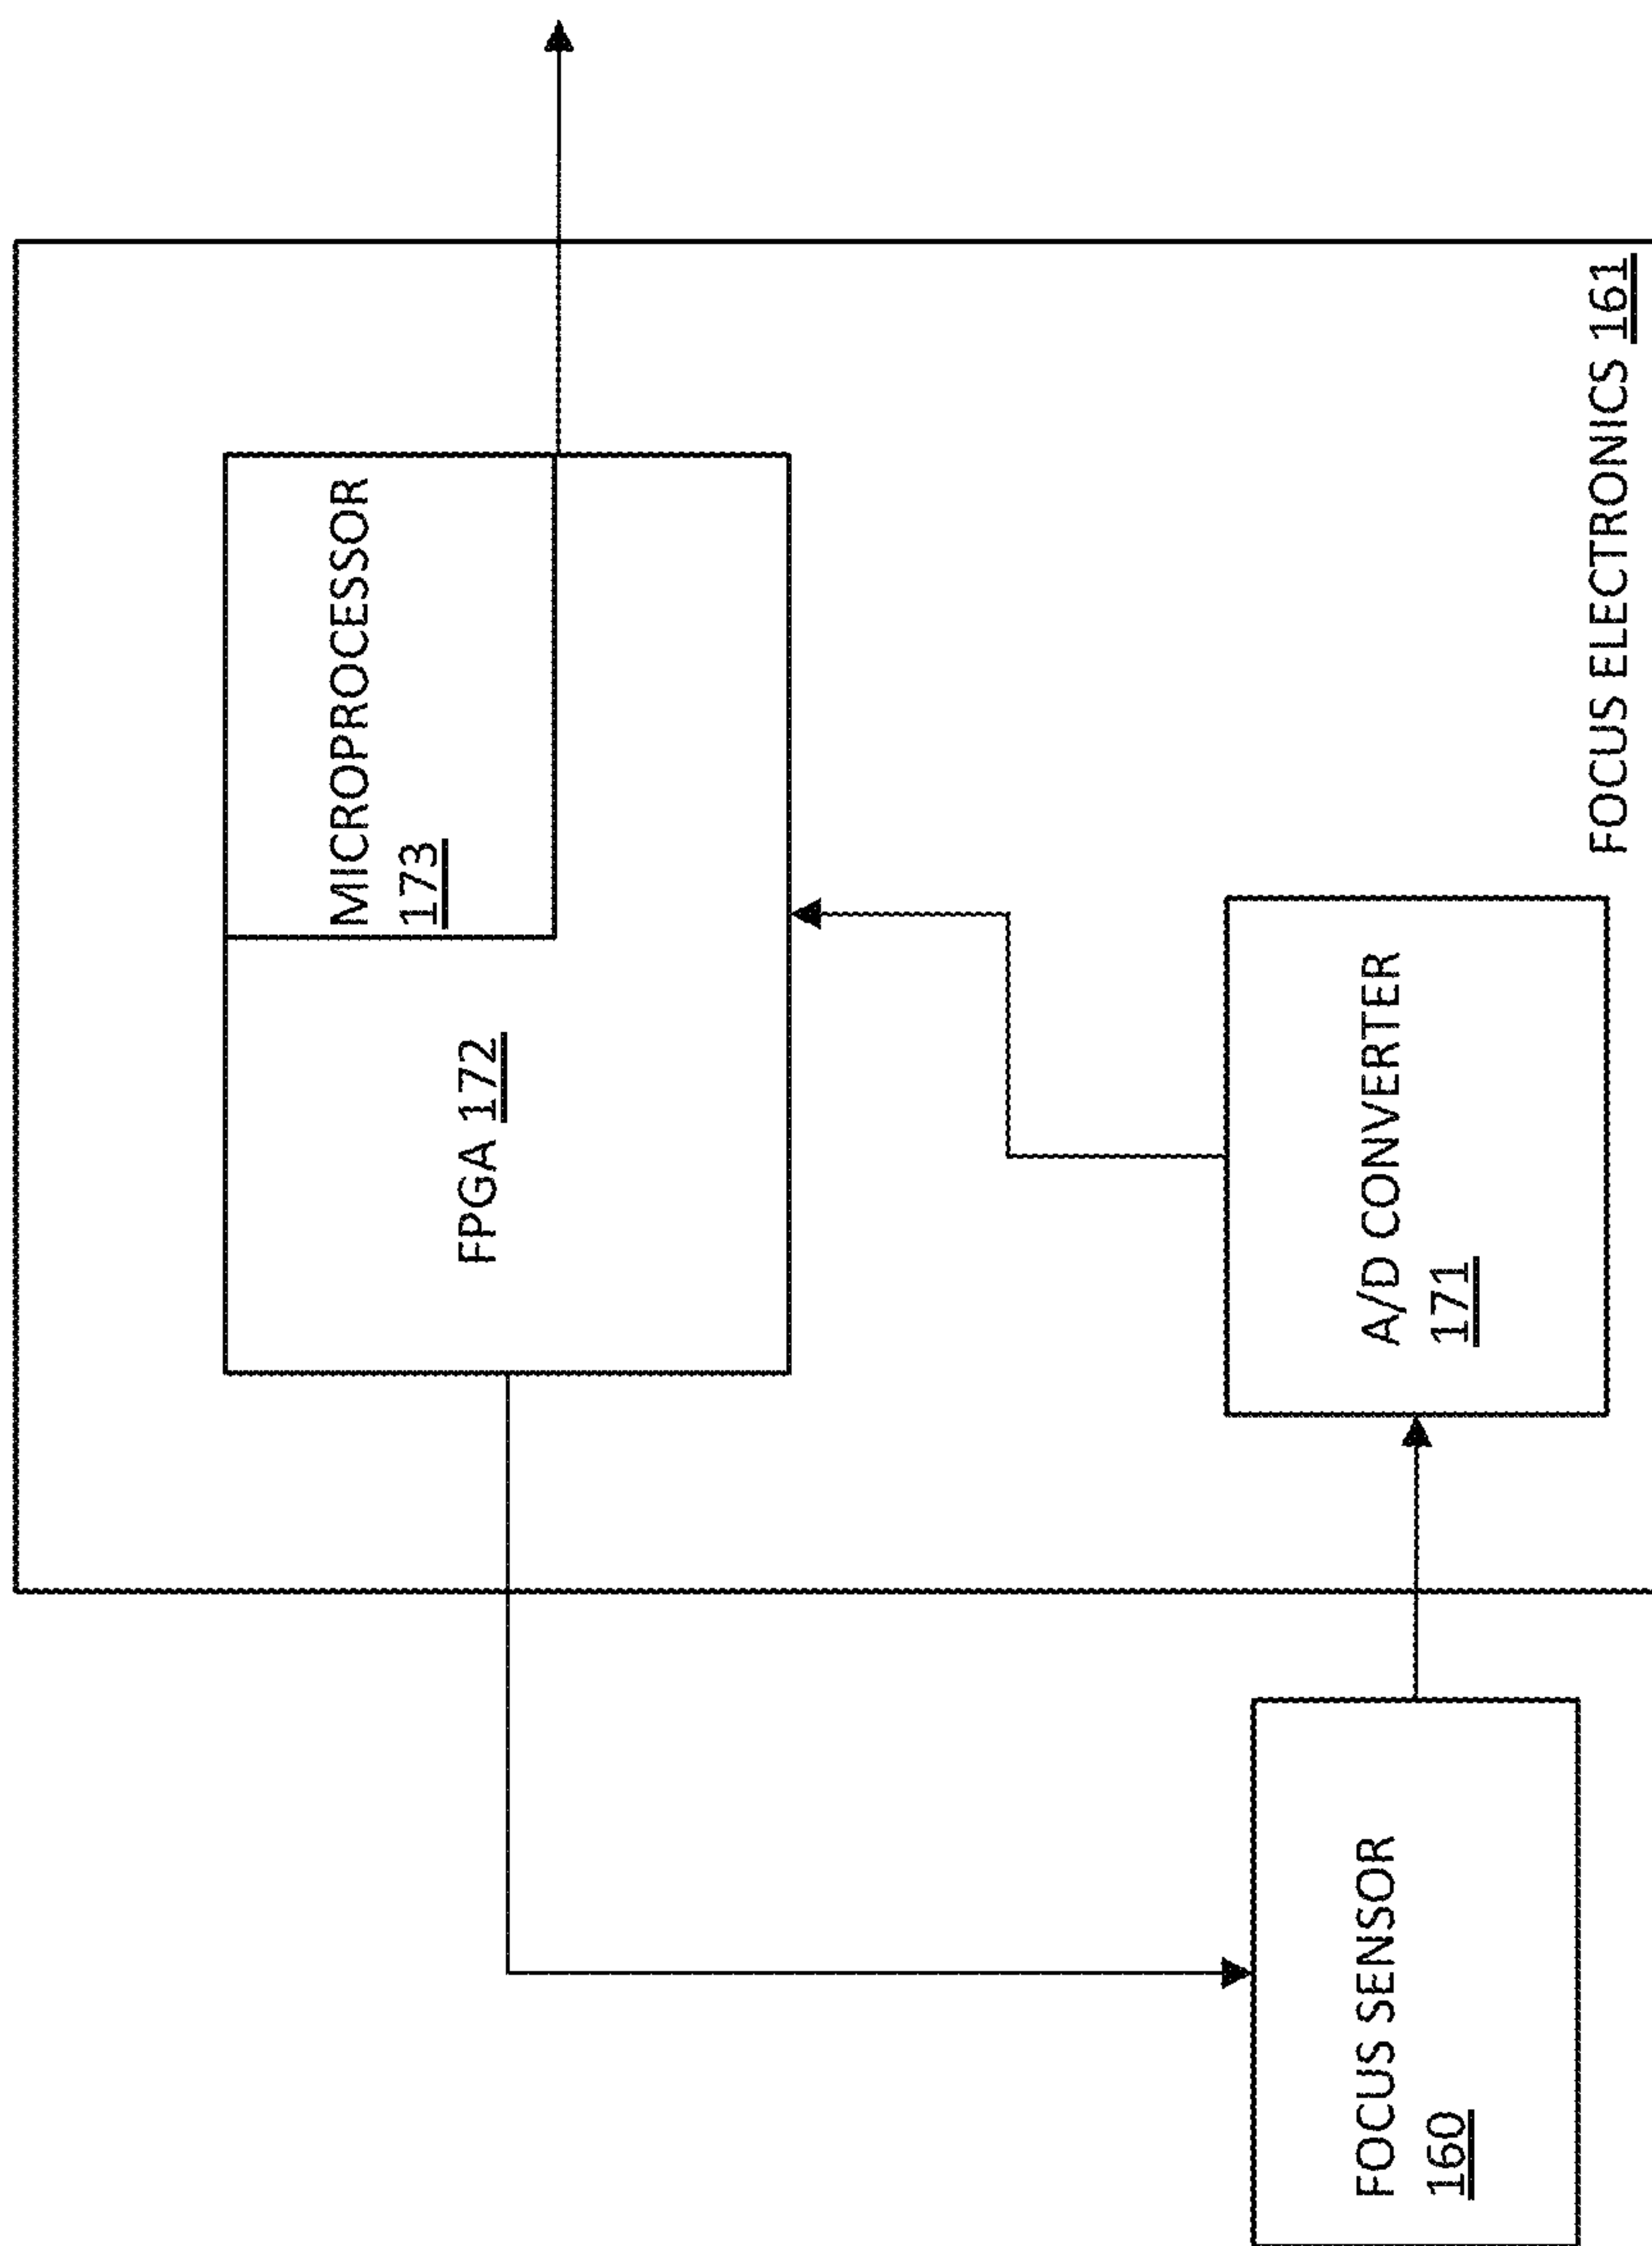 MICROPROCESSOR
173
FPGA 172
A/D CONVERTER
171
FOCUS ELECTRONICS 161
FOCUS SENSOR
160